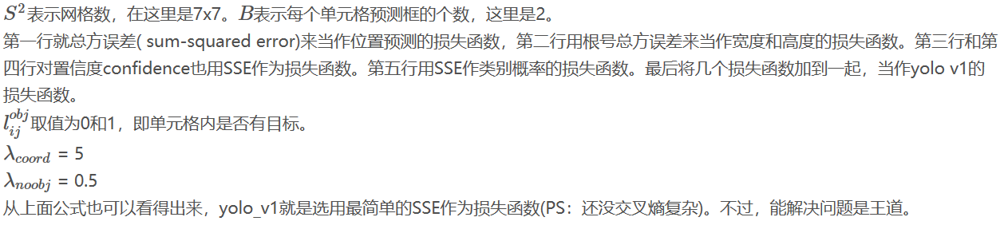 $S^2$表示网格数，在这里是7x7。$B$表示每个单元格预测框的个数，这里是2。
第一行就总方误差( sum-squared error)来当作位置预测的损失函数，第二行用根号总方误差来当作宽度和高度的损失函数。第三行和第
四行对置信度confidence也用SSE作为损失函数。第五行用SSE作类别概率的损失函数。最后将几个损失函数加到一起，当作yolo v1的
损失函数。
$l_{ij}^{obj}$取值为0和1，即单元格内是否有目标。
$\lambda_{coord}$ = 5
$\lambda_{noobj}$ = 0.5
从上面公式也可以看得出来，yolo_v1就是选用最简单的SSE作为损失函数(PS：还没交叉熵复杂)。不过，能解决问题是王道。